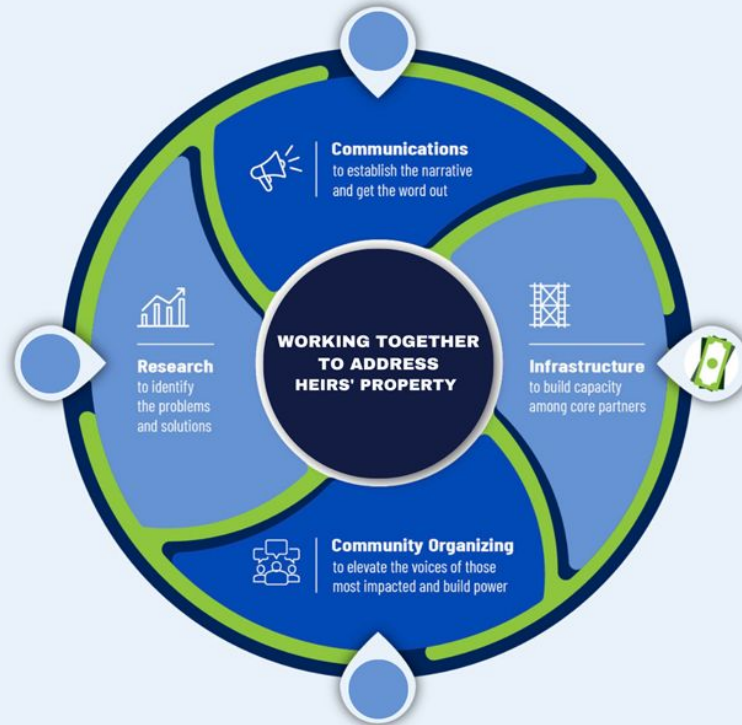 Communications
to establish the narrative
and get the word out
WORKING TOGETHER
TO ADDRESS
HEIRS' PROPERTY
Research
to identify
the problems
and solutions
Infrastructure
to build capacity
among core partners
Community Organizing
to elevate the voices of those
most impacted and build power